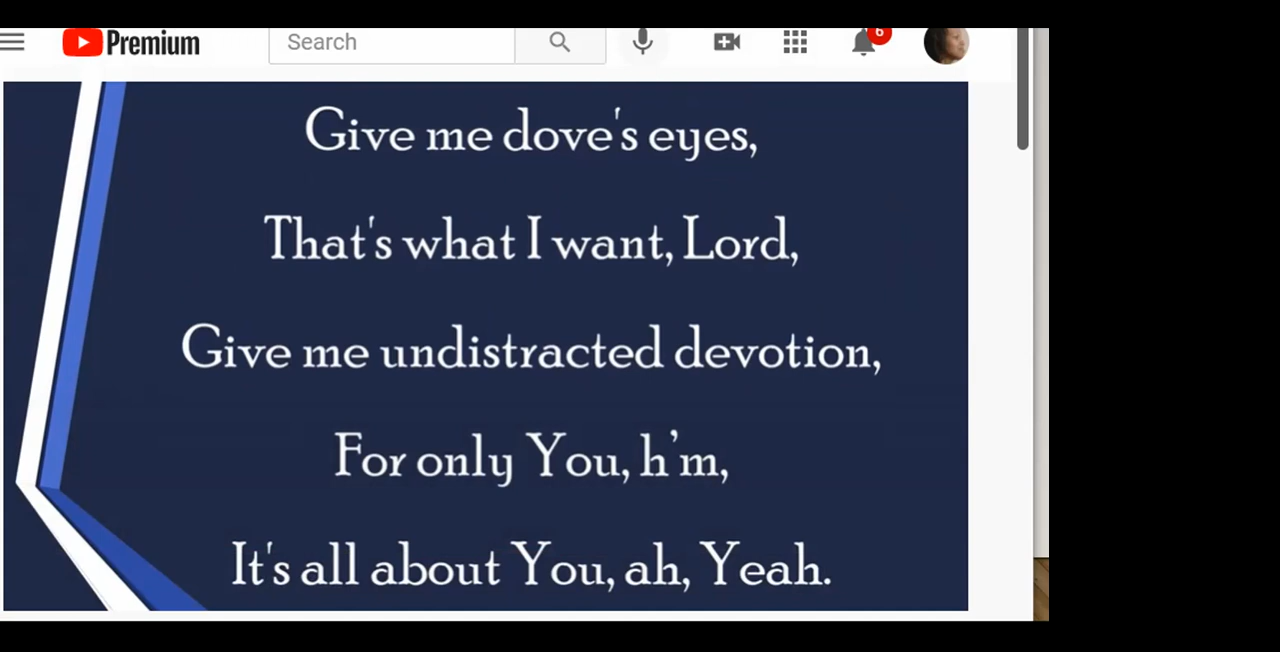 Premium
Search
6
Give me dove's eyes,
That's what I want, Lord,
Give me undistracted devotion,
For only You, h'm,
It's all about You, ah, Yeah.